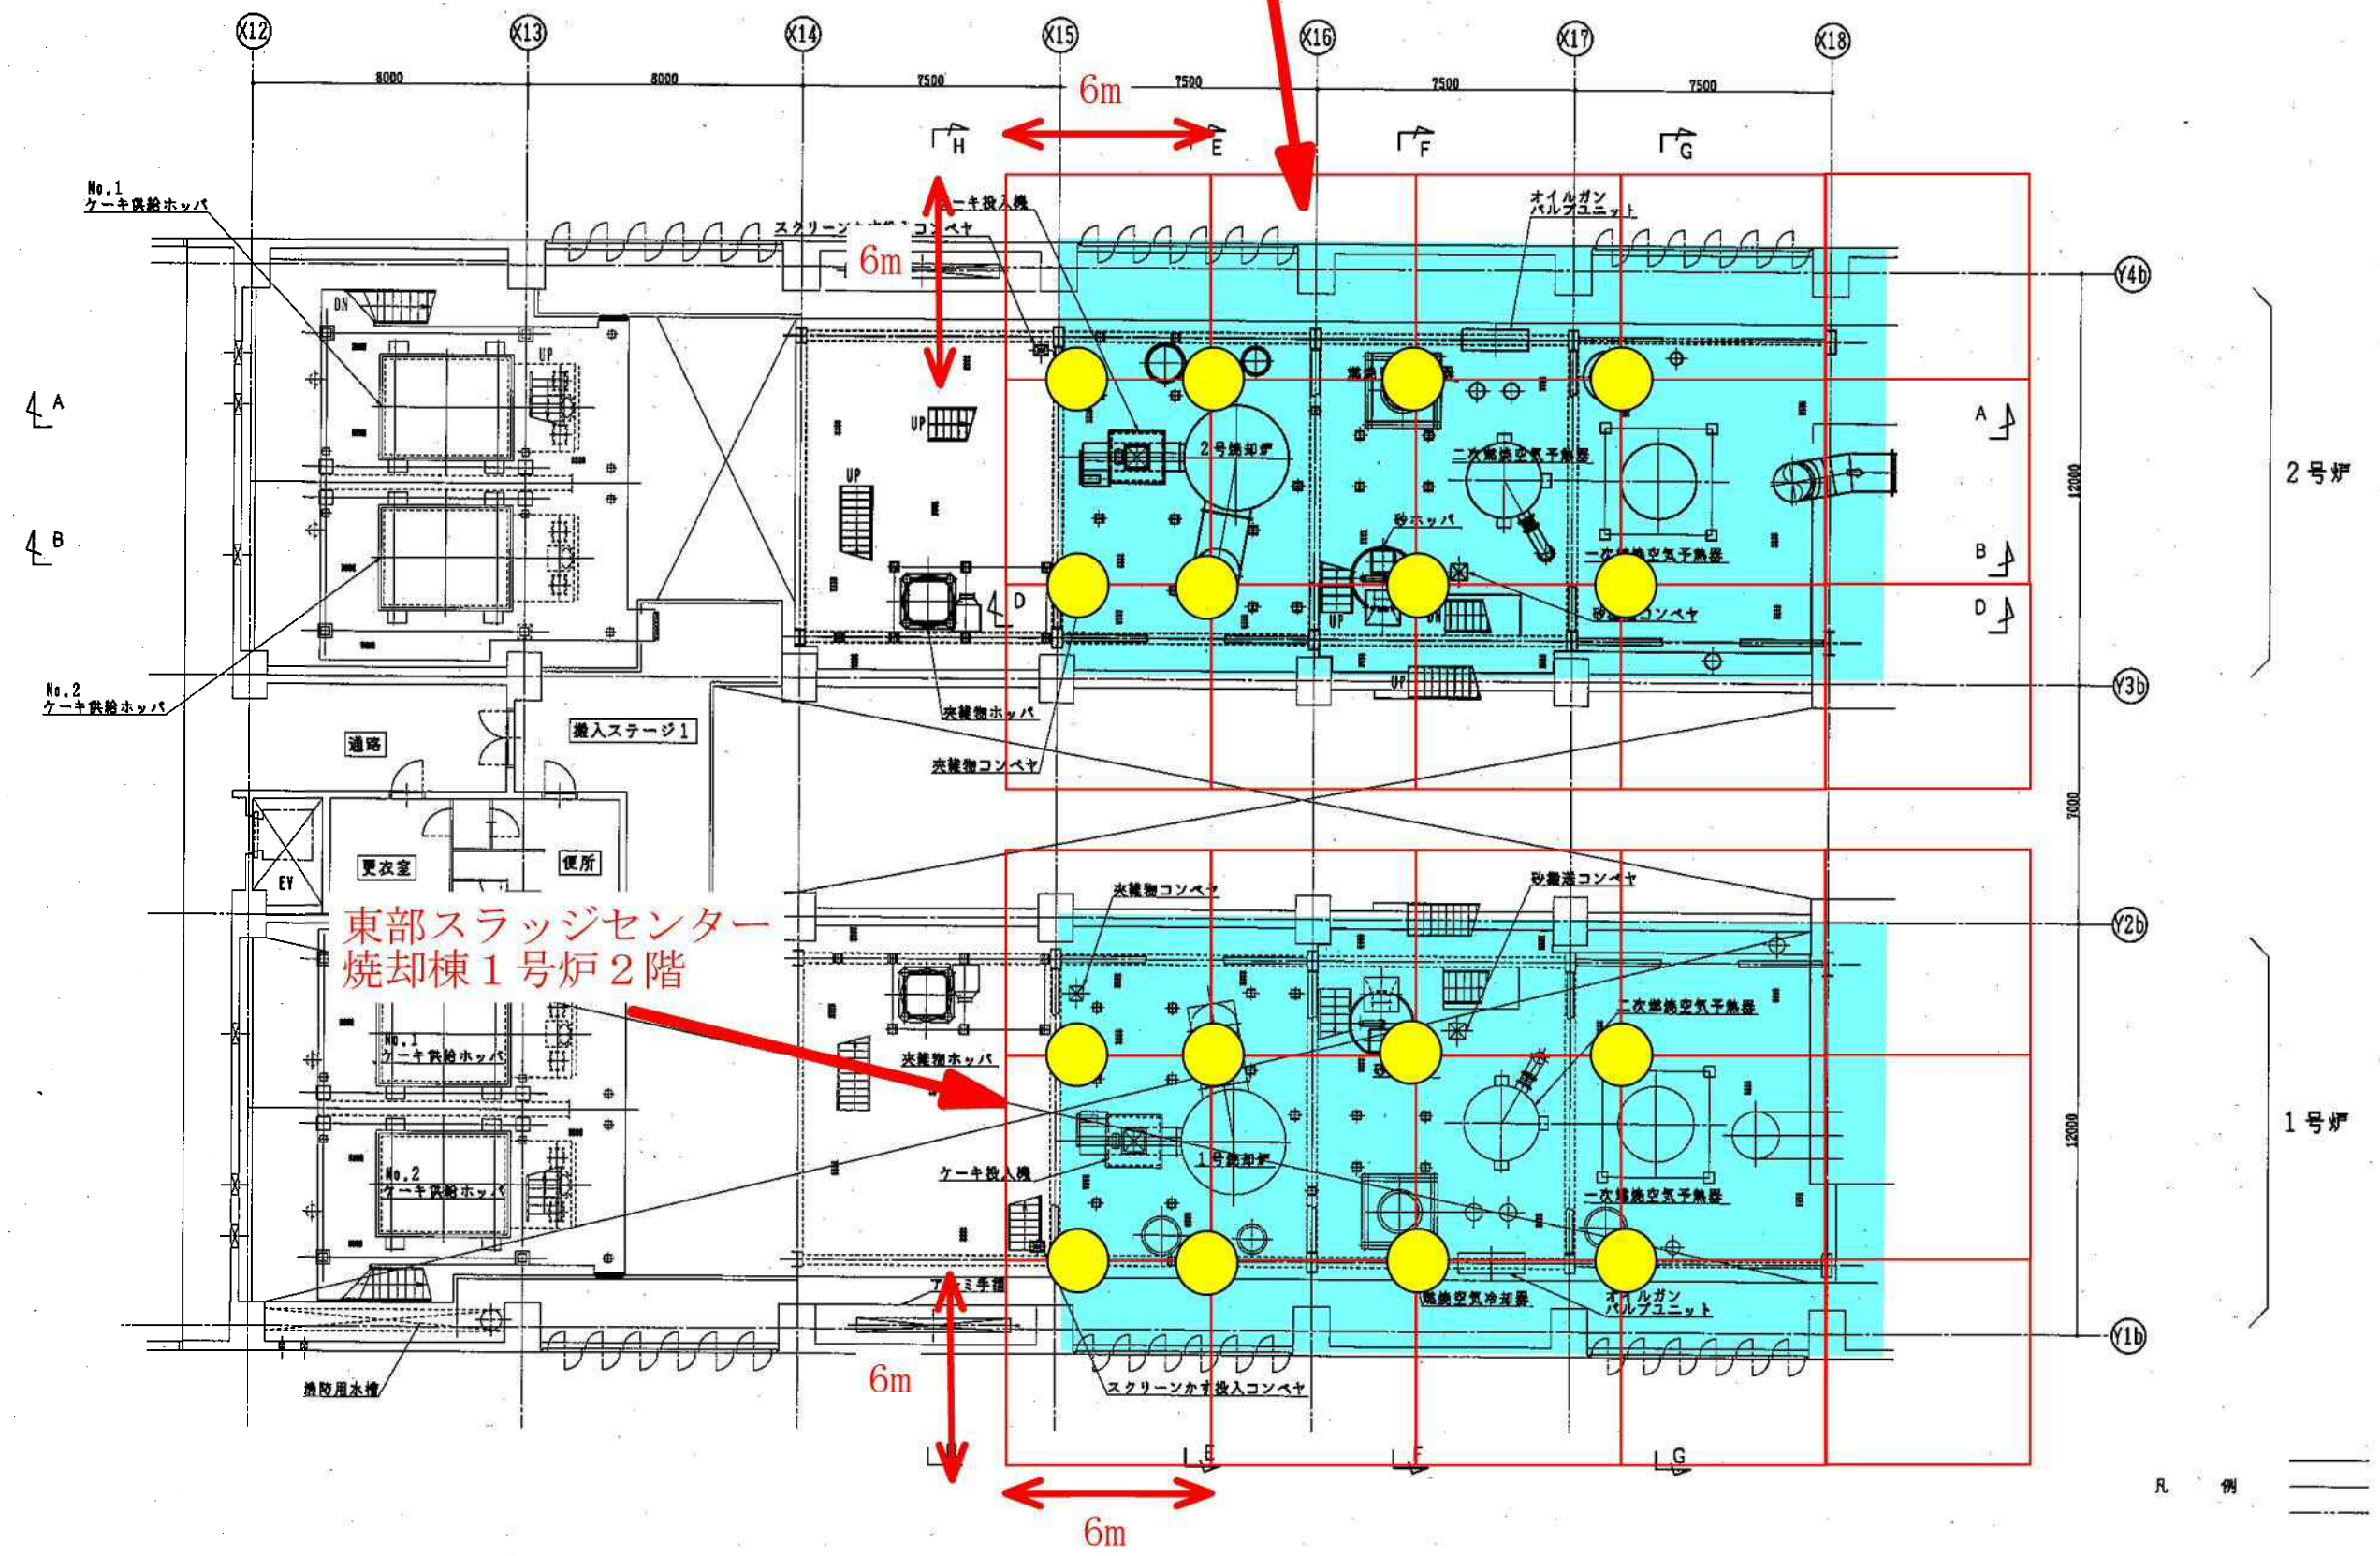 X12
X13
X14
X15
X16
X17
X18
8000
8000
7500
7500
7500
7500
6m
H
E
F
G
No.1
ケーキ供給ホッパ
ケーキ投入機
スクリーン
コンベヤ
オイルガン
バルブユニット
6m
Y4b
DN
UP
A
A
UP
UP
2号焼却炉
二次燃焼空気予熱器
12000
2号炉
砂ホッパ
一次燃焼空気予熱器
B
B
D
D
UP
DN
コンベヤ
No.2
ケーキ供給ホッパ
UP
Y3b
夾雑物ホッパ
通路
搬入ステージ1
夾雑物コンベヤ
7000
更衣室
便所
EV
夾雑物コンベヤ
砂搬送コンベヤ
東部スラッジセンター
焼却棟1号炉2階
Y2b
二次燃焼空気予熱器
No.1
ケーキ供給ホッパ
夾雑物ホッパ
12000
1号炉
1号焼却炉
ケーキ投入機
No.2
ケーキ供給ホッパ
一次燃焼空気予熱器
燃焼空気冷却器
オイルガン
バルブユニット
Y1b
6m
消防用水槽
スクリーンかす投入コンベヤ
E
F
G
凡 例
6m